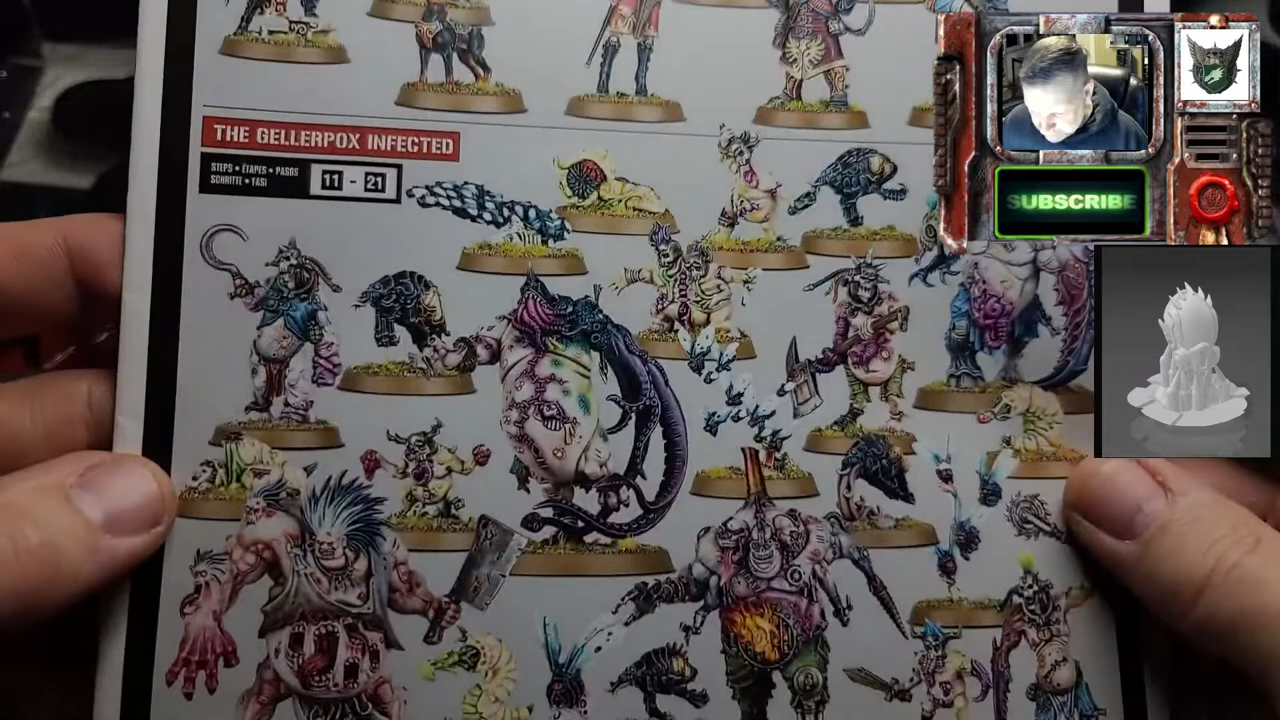 THE GELLERPOX INFECTED
STEPS • ÉTAPES • PASOS
SCHRITTE • FASI
11 - 21
SUBSCRIBE